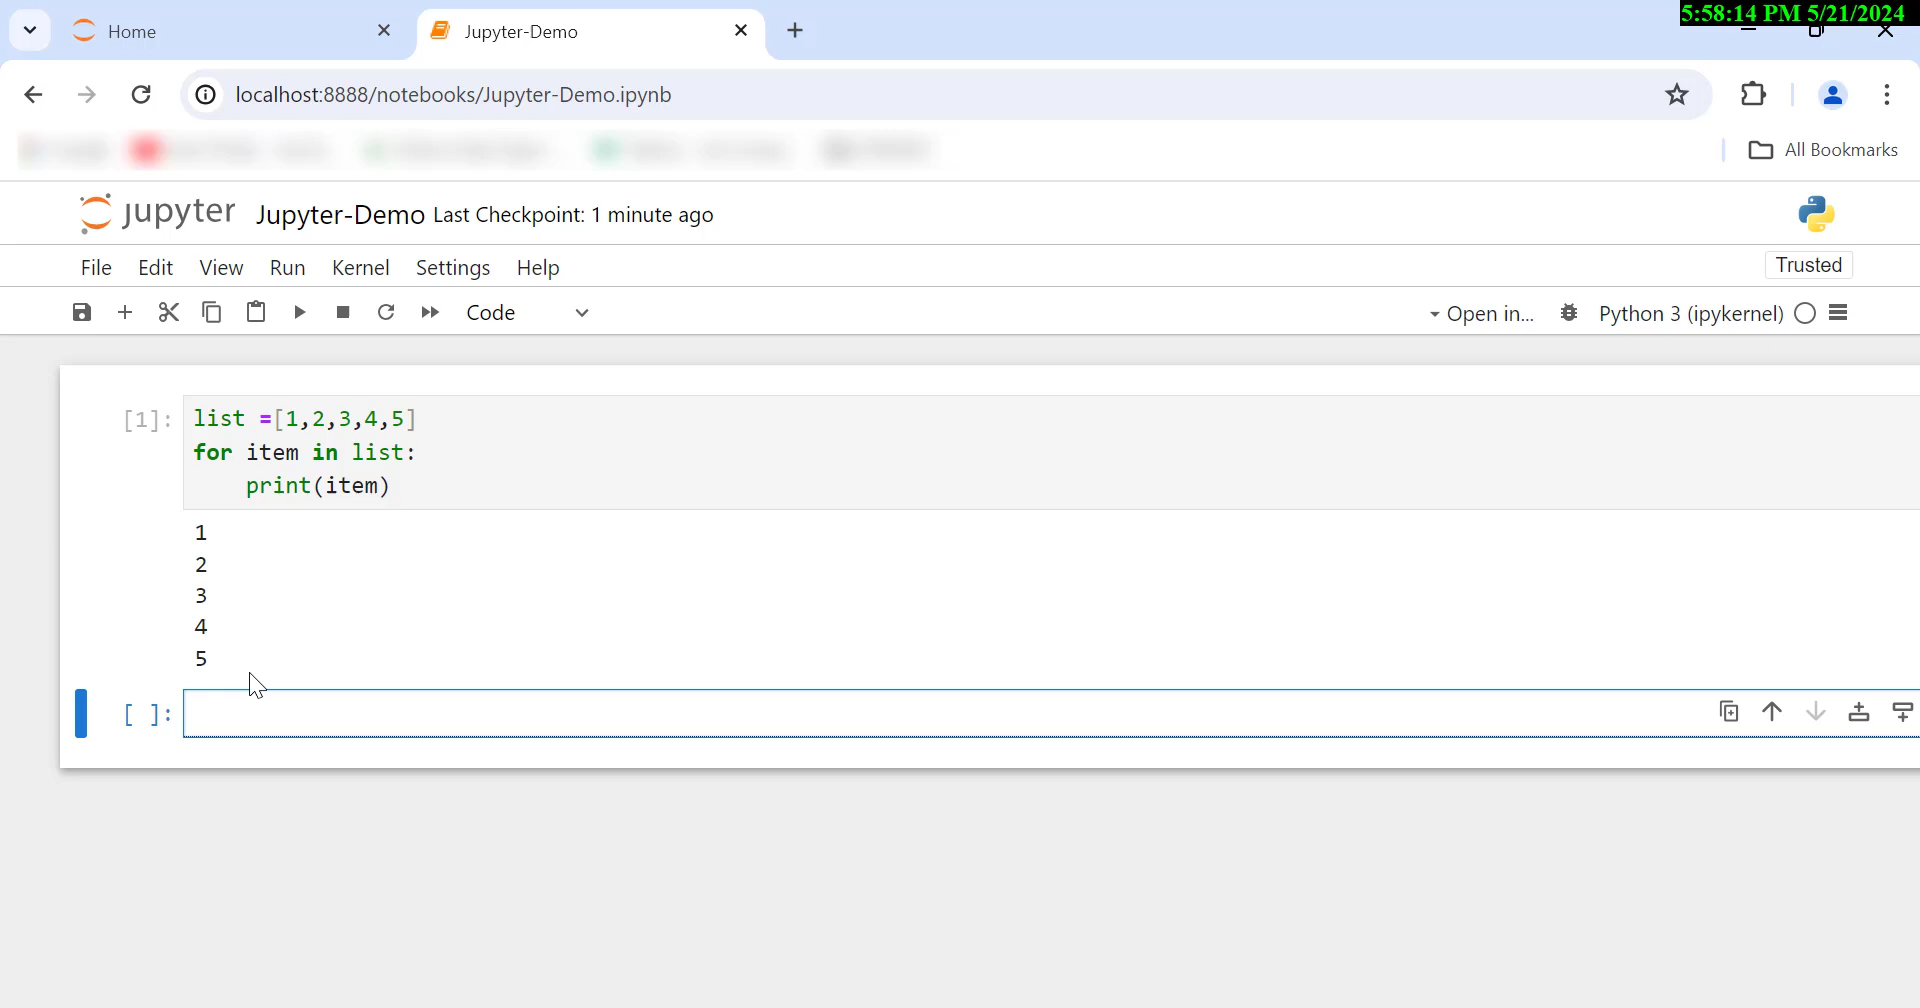 5:58:14 PM 5/21/2024
Home
Jupyter-Demo
localhost:8888/notebooks/Jupyter-Demo.ipynb
All Bookmarks
jupyter Jupyter-Demo Last Checkpoint: 1 minute ago
File Edit View Run Kernel Settings Help
Trusted
Code
Open in... Python 3 (ipykernel)
[1]: list =[1,2,3,4,5]
for item in list:
    print(item)
1
2
3
4
5
[ ]: